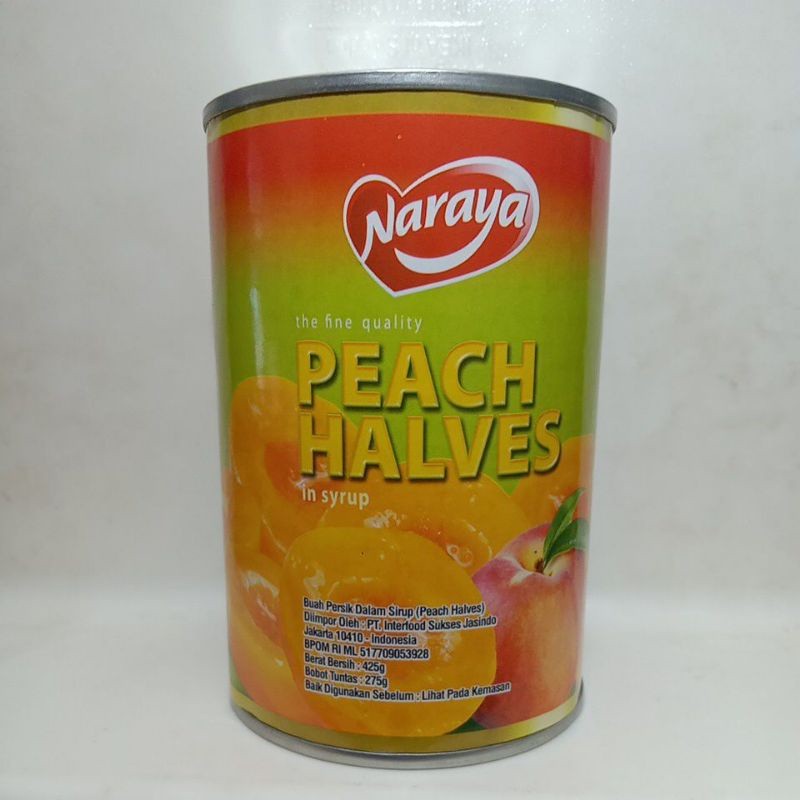 Naraya
the fine quality
PEACH
HALVES
in syrup
Buah Persik Dalam Sirup (Peach Halves)
Diimpor Oleh : PT. Interfood Sukses Jasindo
Jakarta 10410 - Indonesia
BPOM RI ML 517709053928
Berat Bersih : 425g
Bobot Tuntas : 275g
Baik Digunakan Sebelum : Lihat Pada Kemasan